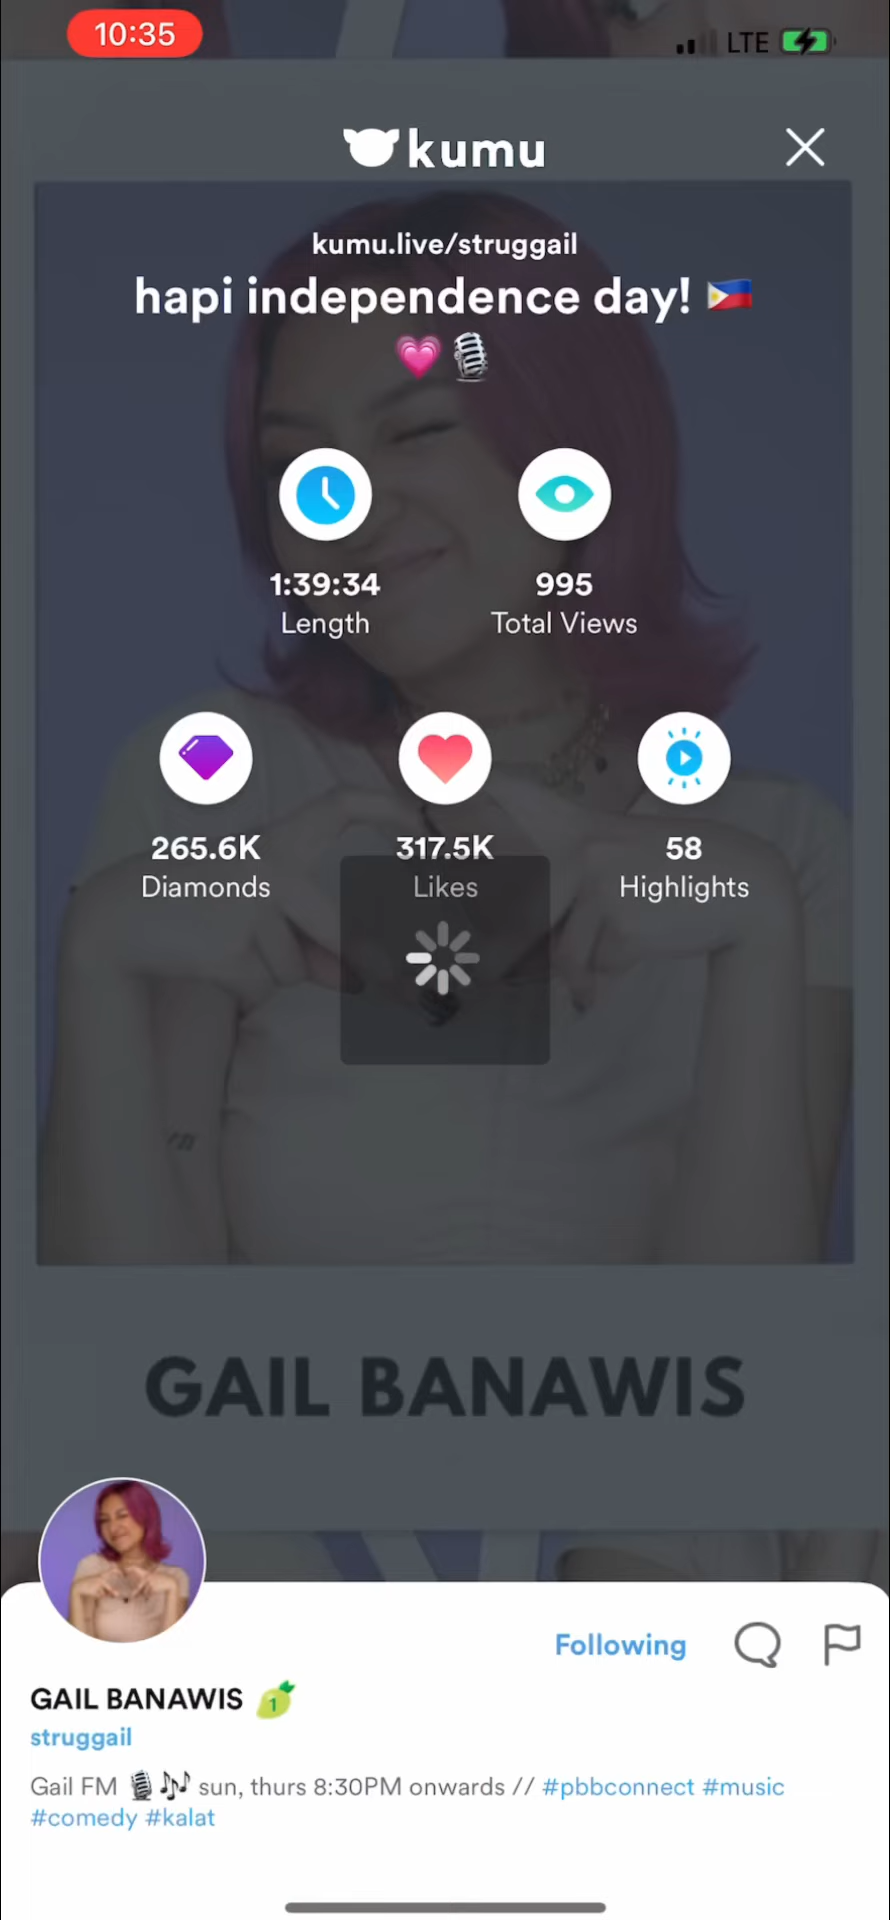 10:35
LTE
kumu
kumu.live/struggail
hapi independence day! 🇵🇭
💗🎙️
1:39:34
Length
995
Total Views
265.6K
Diamonds
317.5K
Likes
58
Highlights
GAIL BANAWIS
Following
GAIL BANAWIS 1
struggail
Gail FM 🎙️🎶 sun, thurs 8:30PM onwards // #pbbconnect #music
#comedy #kalat